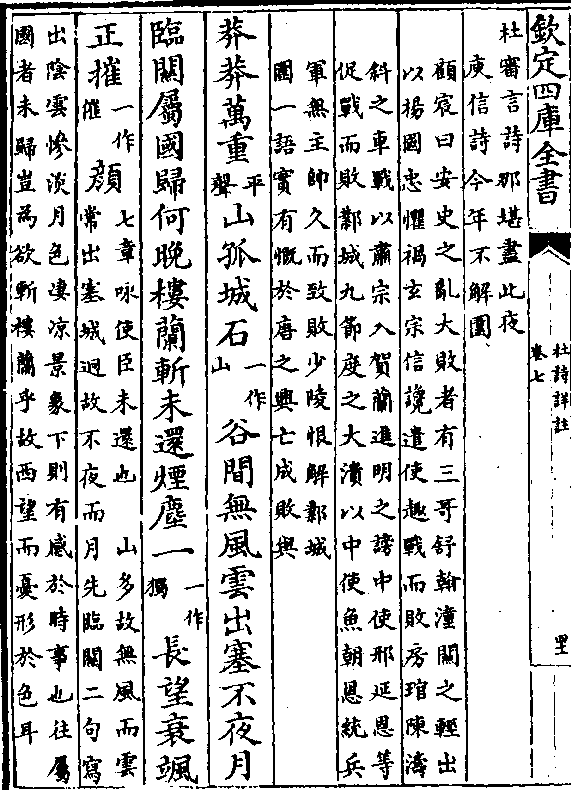 欽定四庫全書
杜詩詳註
卷七
杜審言詩那堪盡此夜
庾信詩今年不解圍
顧宸曰安史之亂大敗者有三哥舒翰潼關之輕出
以楊國忠懼禍玄宗信讒遣使趣戰而敗房琯陳濤
斜之車戰以肅宗入賀蘭進明之謗中使邢延恩等
促戰而敗鄴城九節度之大潰以中使魚朝恩統兵
軍無主帥久而致敗少陵恨解鄴城
圍一語實有慨於唐之興亡成敗與
莽莽萬重平聲山孤城石一作山谷間無風雲出塞不夜月
臨關屬國歸何晚樓蘭斬未還煙塵一一作獨長望衰颯
正摧一作催顔七章咏使臣未還也 山多故無風而雲
常出塞城迥故不夜而月先臨關二句寫
出陰雲慘淡月色凄凉景象下則有感於時事也往屬
國者未歸豈為欲斬樓蘭乎故西望而憂形於色耳